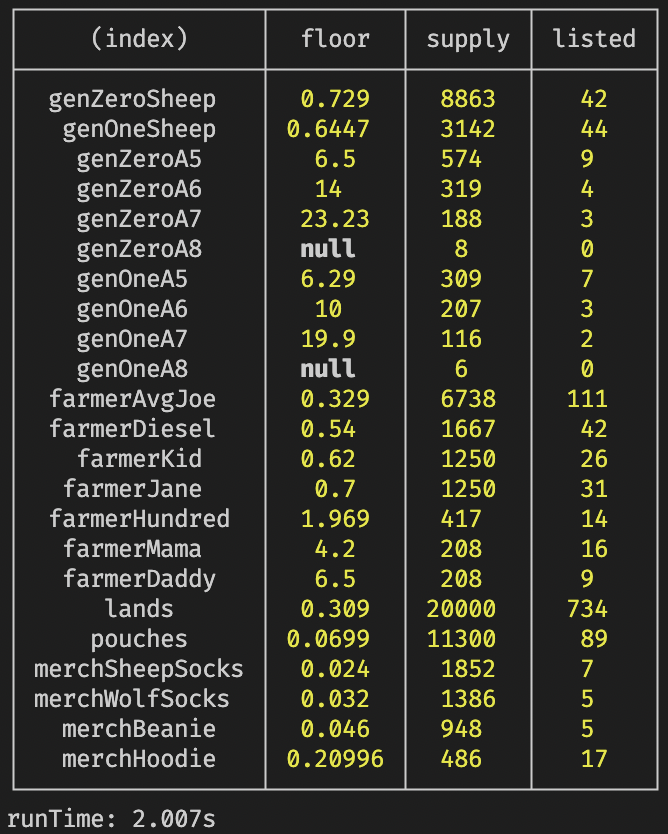 (index) floor supply listed
genZeroSheep 0.729 8863 42
genOneSheep 0.6447 3142 44
genZeroA5 6.5 574 9
genZeroA6 14 319 4
genZeroA7 23.23 188 3
genZeroA8 null 8 0
genOneA5 6.29 309 7
genOneA6 10 207 3
genOneA7 19.9 116 2
genOneA8 null 6 0
farmerAvgJoe 0.329 6738 111
farmerDiesel 0.54 1667 42
farmerKid 0.62 1250 26
farmerJane 0.7 1250 31
farmerHundred 1.969 417 14
farmerMama 4.2 208 16
farmerDaddy 6.5 208 9
lands 0.309 20000 734
pouches 0.0699 11300 89
merchSheepSocks 0.024 1852 7
merchWolfSocks 0.032 1386 5
merchBeanie 0.046 948 5
merchHoodie 0.20996 486 17
runTime: 2.007s